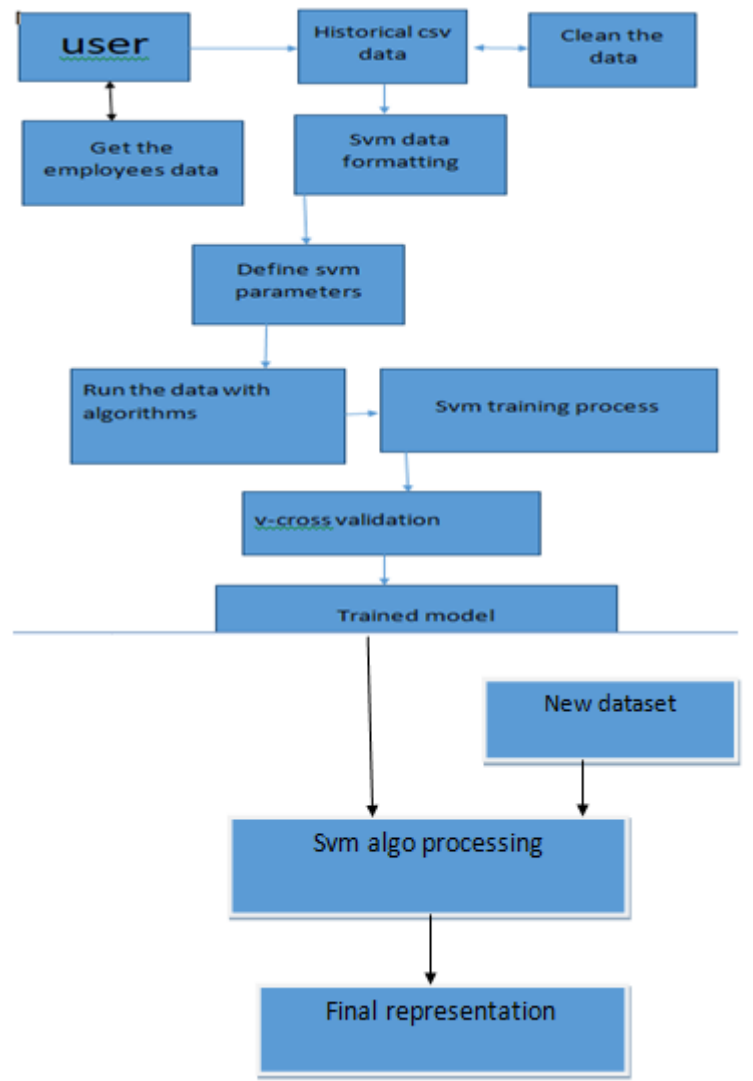 user
Historical csv
data
Clean the
data
Get the
employees data
Svm data
formatting
Define svm
parameters
Run the data with
algorithms
Svm training process
v-cross validation
Trained model
New dataset
Svm algo processing
Final representation